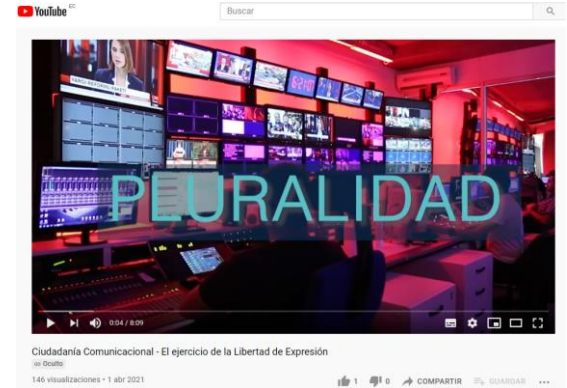 YouTube EC
Buscar
PLURALIDAD
0:04 / 8:09
Ciudadanía Comunicacional - El ejercicio de la Libertad de Expresión
Oculto
146 visualizaciones • 1 abr 2021
1 0 COMPARTIR GUARDAR